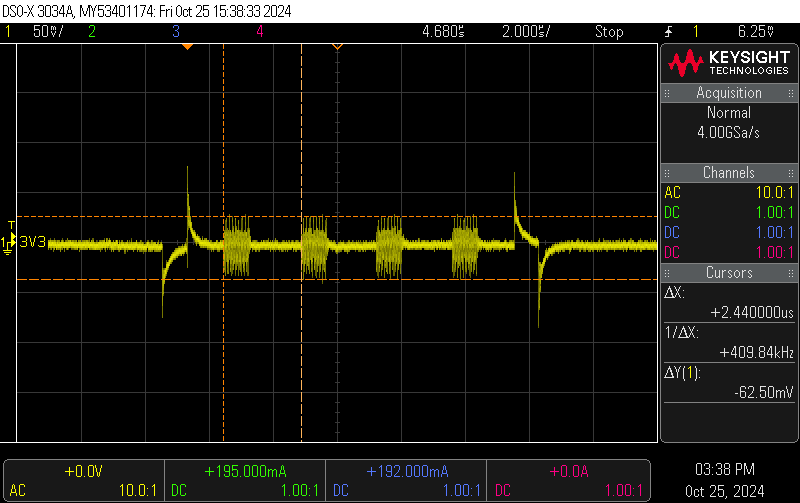 DSO-X 3034A, MY53401174: Fri Oct 25 15:38:33 2024
1 50V/ 2 3 4 4.680s 2.000s/ Stop 1 6.25V
KEYSIGHT
TECHNOLOGIES
Acquisition
Normal
4.00GSa/s
Channels
AC 10.0:1
DC 1.00:1
DC 1.00:1
DC 1.00:1
T
1 3V3
Cursors
ΔX:
+2.440000us
1/ΔX:
+409.84kHz
ΔY(1):
-62.50mV
+0.0V +195.000mA +192.000mA +0.0A
AC 10.0:1 DC 1.00:1 DC 1.00:1 DC 1.00:1
03:38 PM
Oct 25, 2024